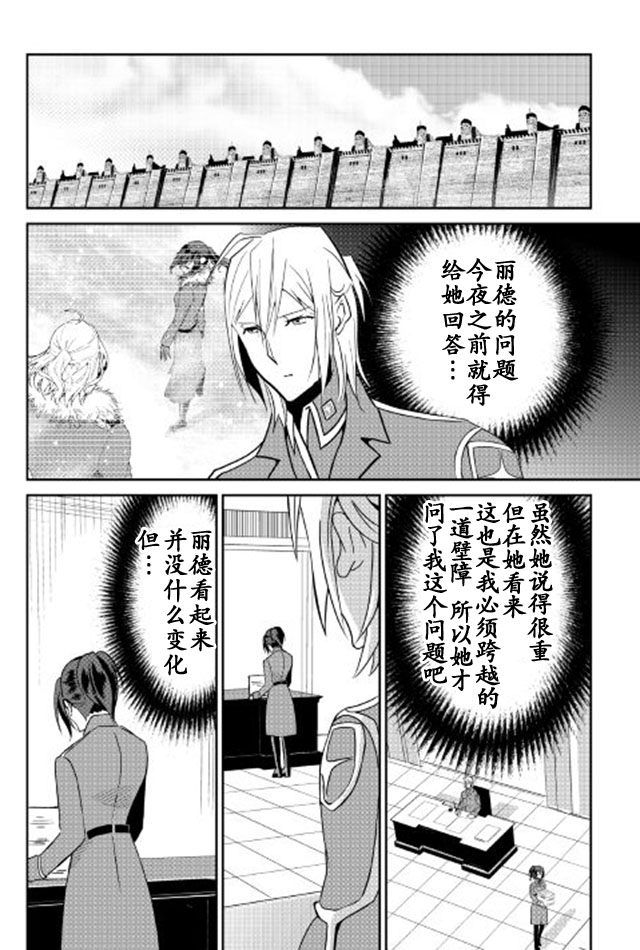 丽德的问题
今夜之前就得
给她回答…
虽然她说得很重
但在她看来
这也是我必须跨越的
一道壁障 所以她才
问了我这个问题吧
丽德看起来
并没什么变化
但…